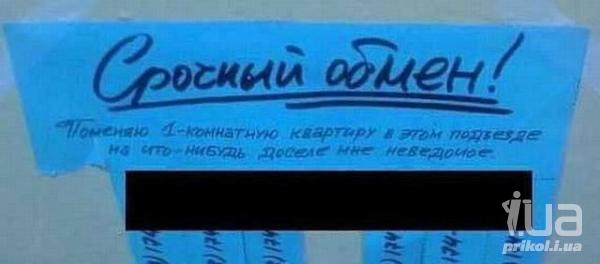 Срочный обмен!
Поменяю 1-комнатную квартиру в этом подъезде
на что-нибудь доселе мне неведомое.
i.ua
prikol.i.ua